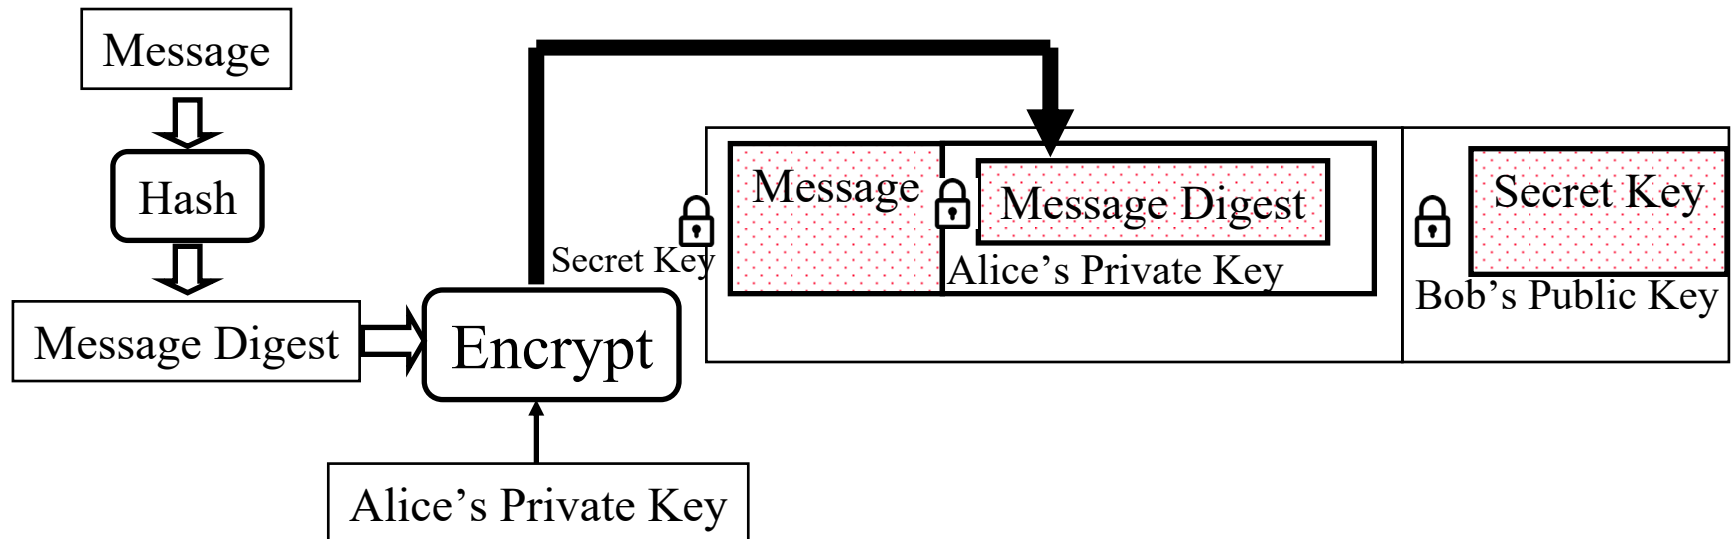 Message
Hash
Message Digest
Encrypt
Alice’s Private Key
Secret Key
Message
Message Digest
Alice’s Private Key
Secret Key
Bob’s Public Key